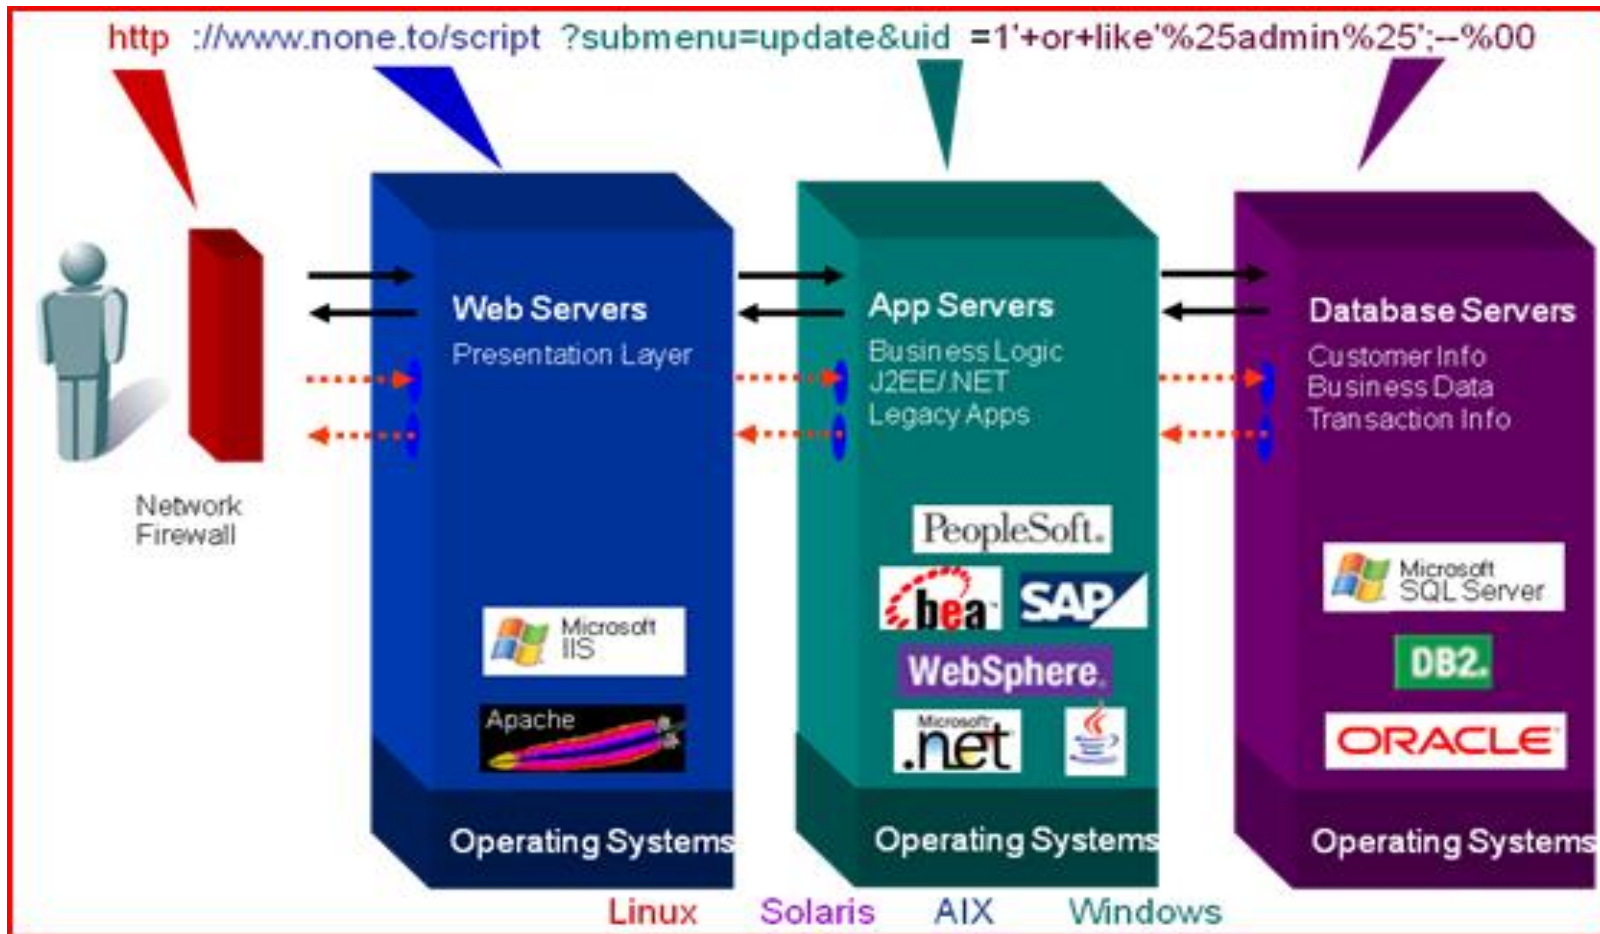 http ://www.none.to/script ?submenu=update&uid =1'+or+like'%25admin%25';--%00
Network
Firewall
Web Servers
Presentation Layer
Microsoft
IIS
Apache
Operating Systems
App Servers
Business Logic
J2EE/.NET
Legacy Apps
PeopleSoft.
bea™
SAP
WebSphere.
Microsoft
.net
Operating Systems
Database Servers
Customer Info
Business Data
Transaction Info
Microsoft
SQL Server
DB2.
ORACLE
Operating Systems
Linux Solaris AIX Windows